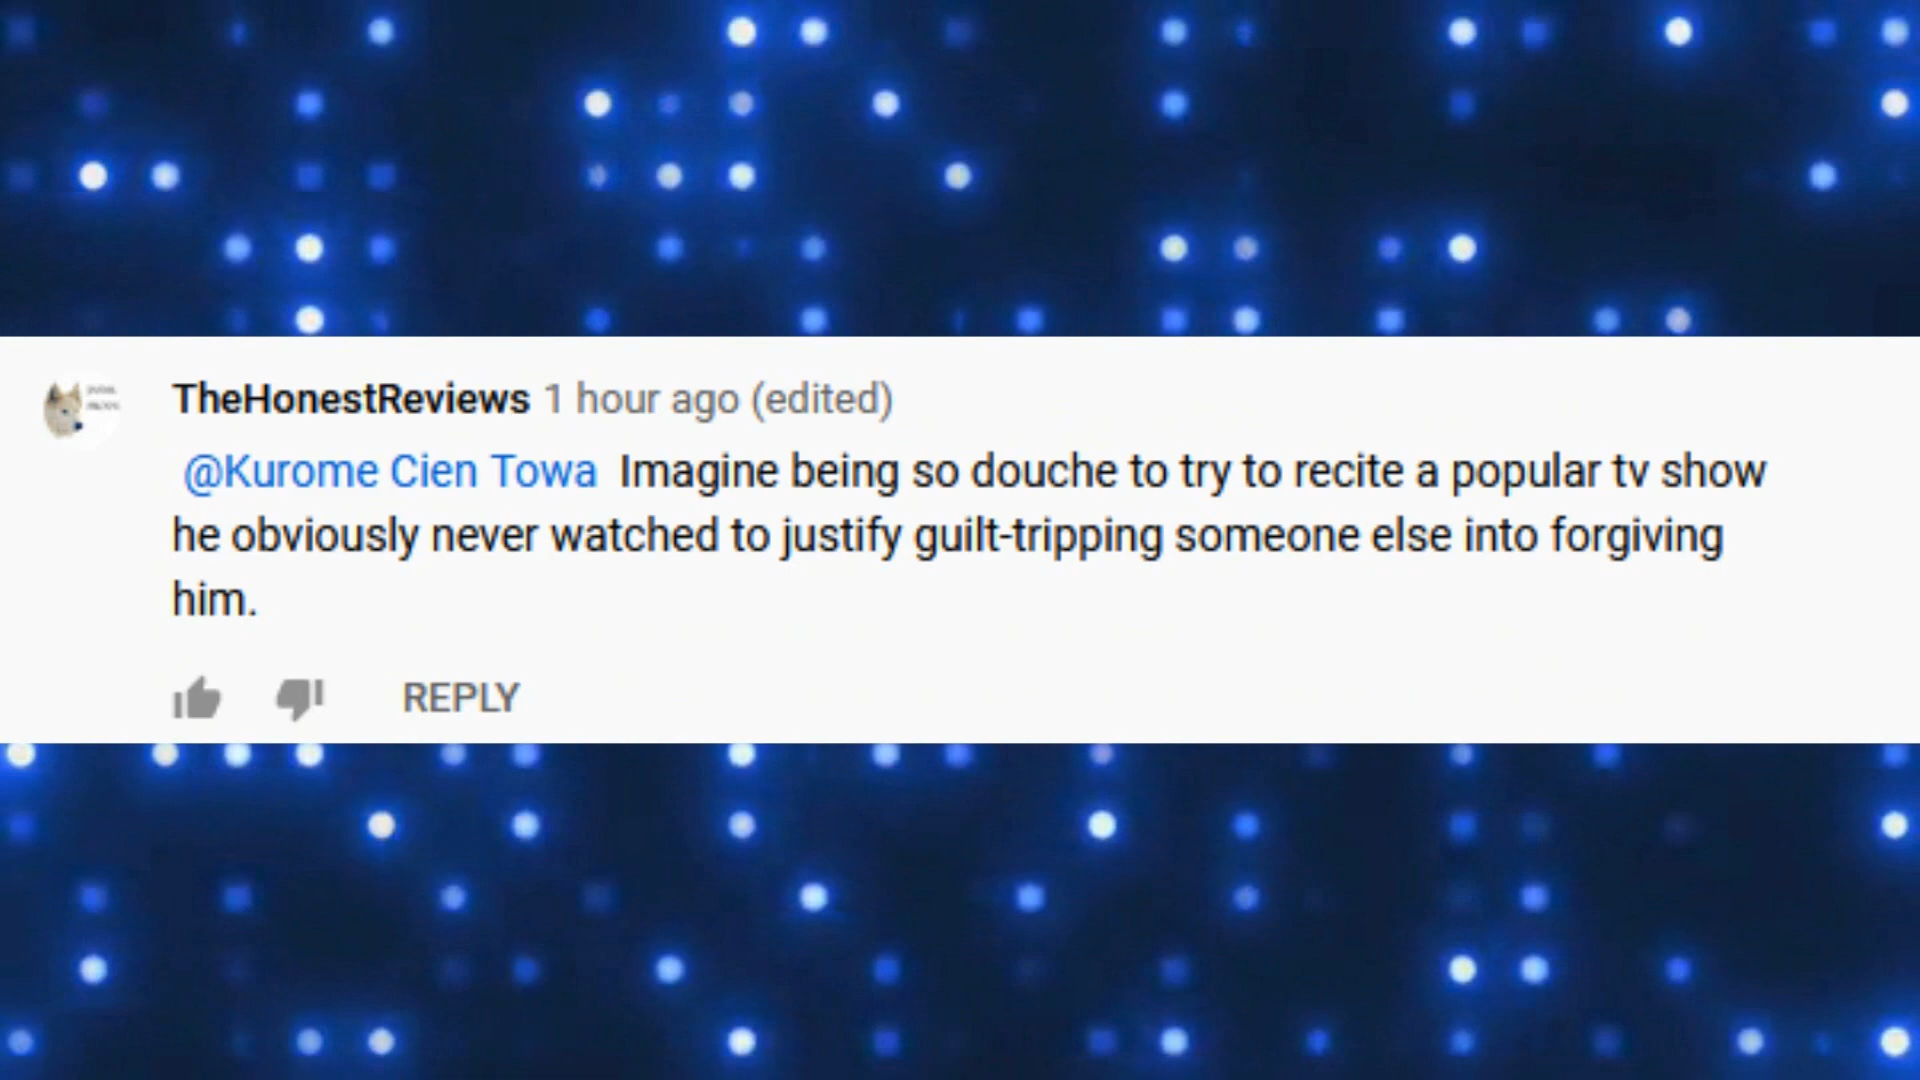 TheHonestReviews 1 hour ago (edited)
@Kurome Cien Towa Imagine being so douche to try to recite a popular tv show
he obviously never watched to justify guilt-tripping someone else into forgiving
him.
REPLY